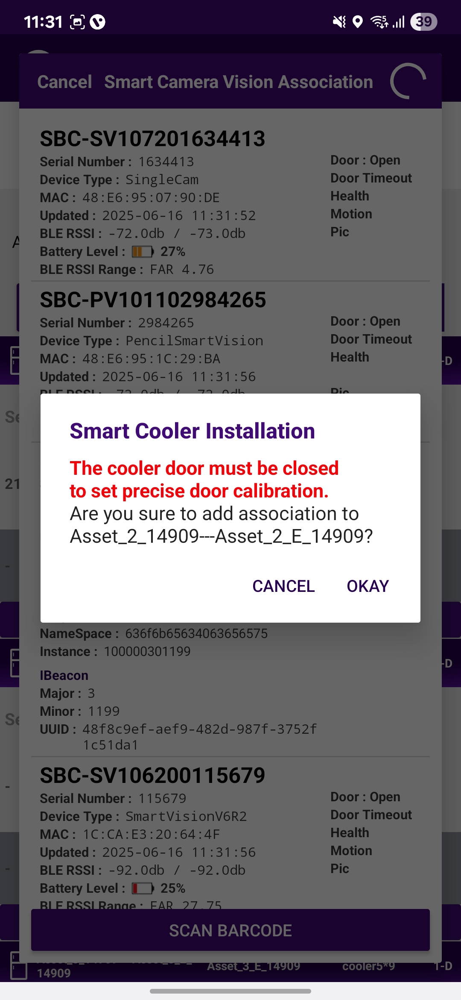 11:31
39
Cancel Smart Camera Vision Association
SBC-SV107201634413
Serial Number : 1634413
Door : Open
Device Type : SingleCam
Door Timeout
MAC : 48:E6:95:07:90:DE
Health
Updated : 2025-06-16 11:31:52
Motion
BLE RSSI : -72.0db / -73.0db
Pic
Battery Level : 27%
BLE RSSI Range : FAR 4.76
SBC-PV101102984265
Serial Number : 2984265
Door : Open
Device Type : PencilSmartVision
Door Timeout
MAC : 48:E6:95:1C:29:BA
Health
-D
Updated : 2025-06-16 11:31:56
Pic
Smart Cooler Installation
The cooler door must be closed
to set precise door calibration.
Are you sure to add association to
Asset_2_14909---Asset_2_E_14909?
CANCEL OKAY
21
NameSpace : 636f6b65634063656575
Instance : 100000301199
-D
IBeacon
Major : 3
Minor : 1199
UUID : 48f8c9ef-aef9-482d-987f-3752f
1c51da1
SBC-SV106200115679
Serial Number : 115679
Door : Open
Device Type : SmartVisionV6R2
Door Timeout
MAC : 1C:CA:E3:20:64:4F
Health
Updated : 2025-06-16 11:31:56
Motion
BLE RSSI : -92.0db / -92.0db
Pic
Battery Level : 25%
BLE RSSI Range : FAR 27.75
SCAN BARCODE
14909
Asset_3_E_14909
cooler5*9
1-D